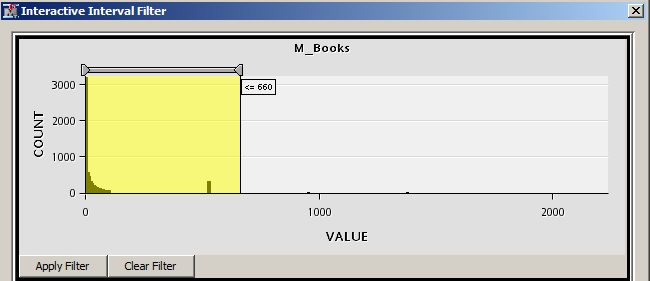 Interactive Interval Filter
M_Books
<= 660
3000
2000
1000
0
COUNT
0 1000 2000
VALUE
Apply Filter Clear Filter